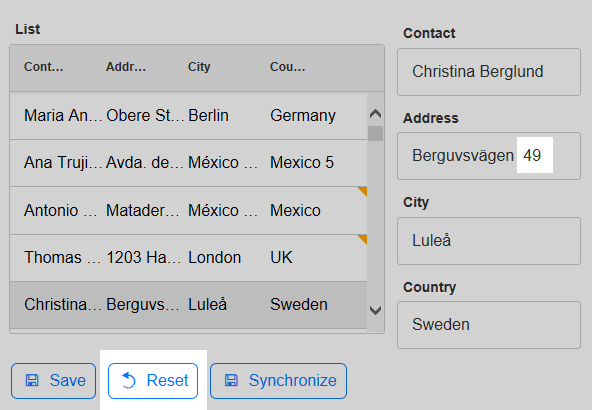 List
Cont… Addr… City Cou…
Maria An… Obere St… Berlin Germany
Ana Truji… Avda. de… México … Mexico 5
Antonio … Matader… México … Mexico
Thomas … 1203 Ha… London UK
Christina… Berguvs… Luleå Sweden
Contact
Christina Berglund
Address
Berguvsvägen 49
City
Luleå
Country
Sweden
Save Reset Synchronize